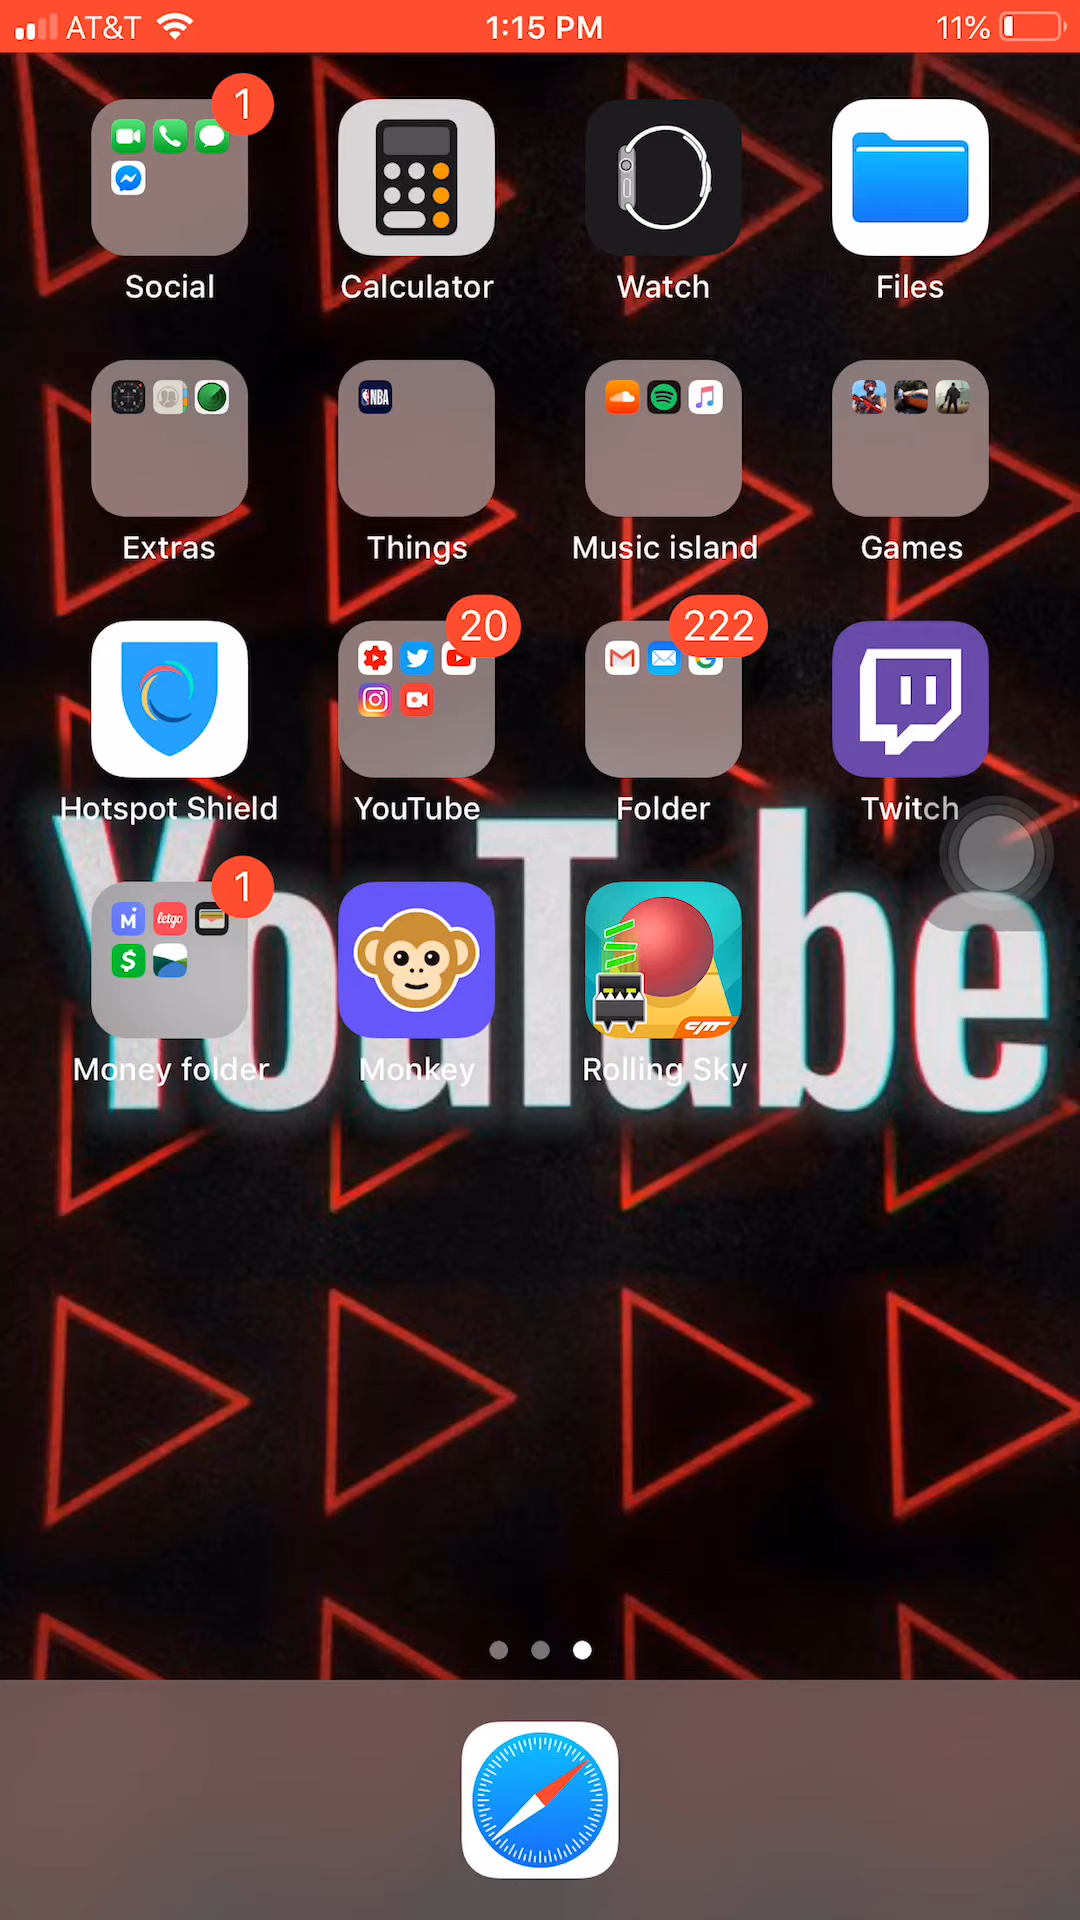 AT&T 1:15 PM 11%
1
Social Calculator Watch Files
NBA
Extras Things Music island Games
20 222
Hotspot Shield YouTube Folder Twitch
YouTube
1
letgo
$
CMT
Money folder Monkey Rolling Sky